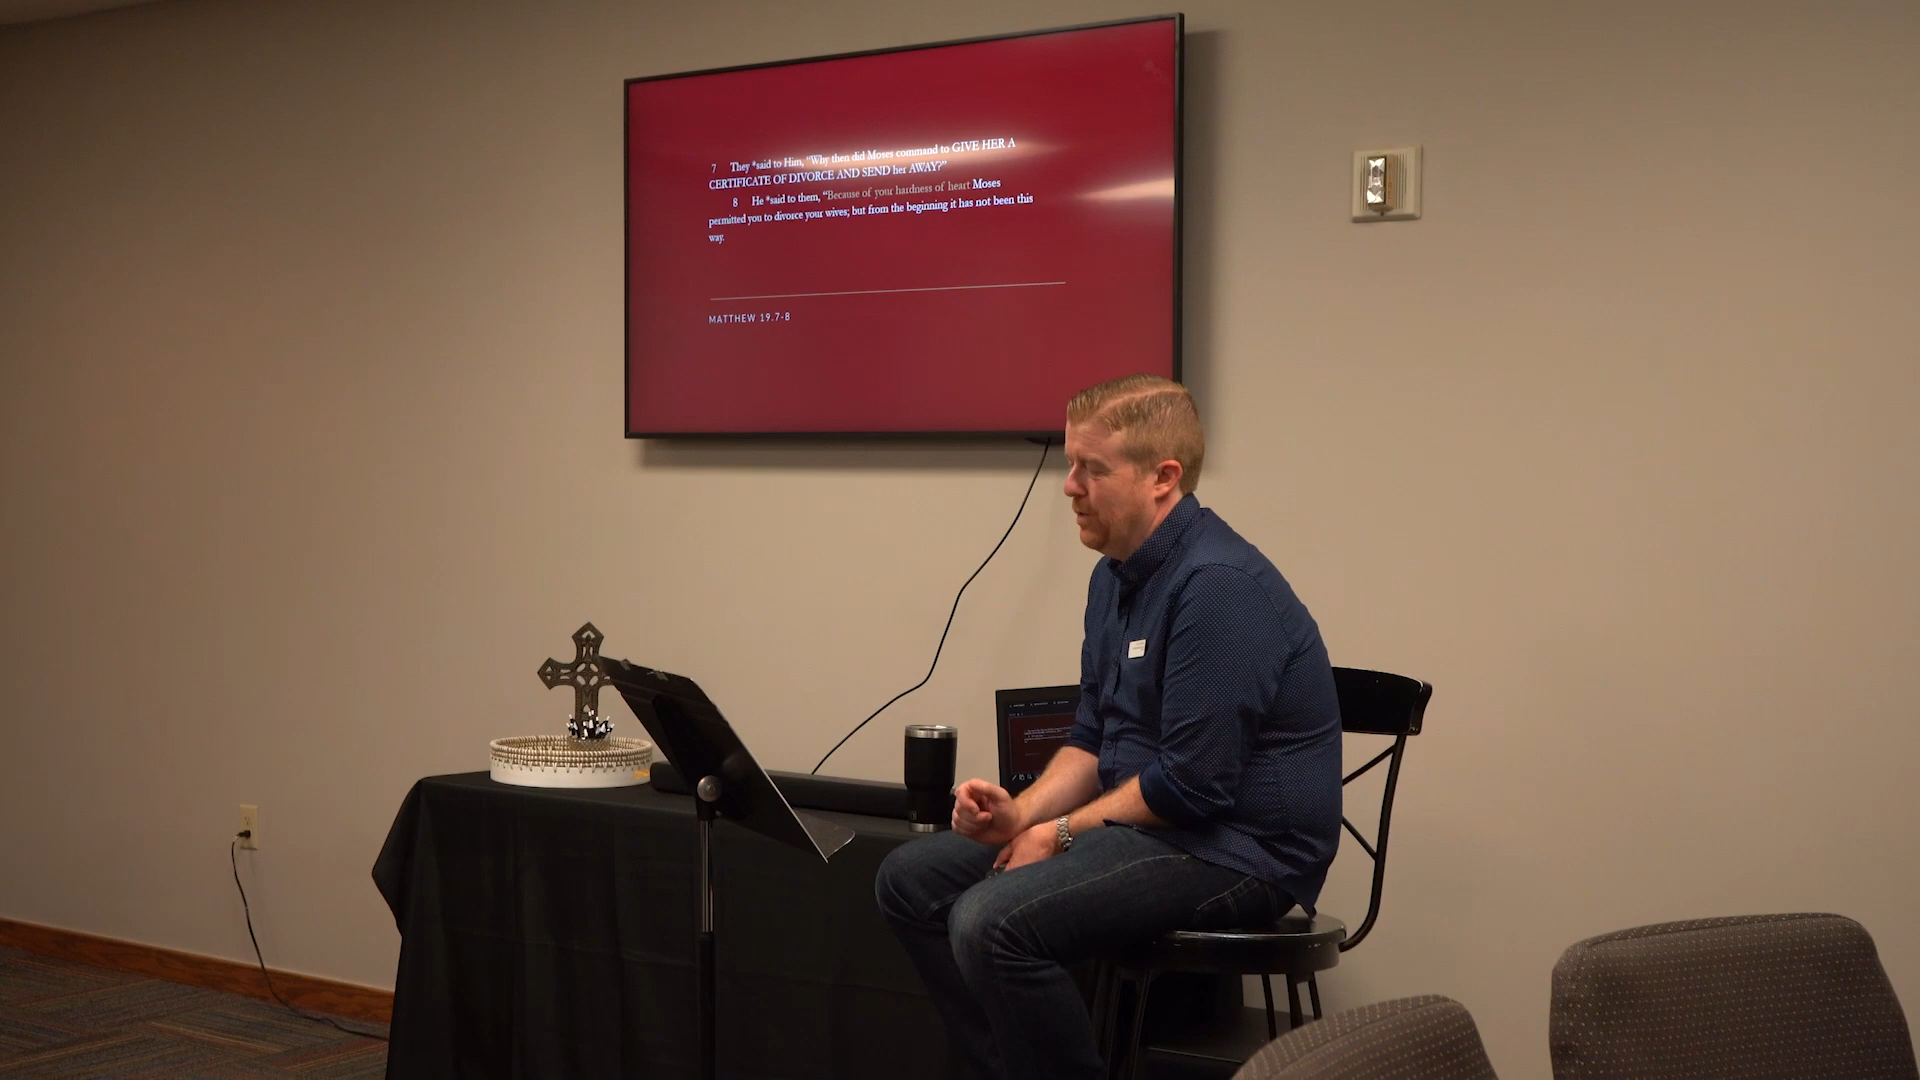 7 They *said to Him, “Why then did Moses command to GIVE HER A
CERTIFICATE OF DIVORCE AND SEND her AWAY?”
8 He *said to them, “Because of your hardness of heart Moses
permitted you to divorce your wives; but from the beginning it has not been this
way.
MATTHEW 19.7-8